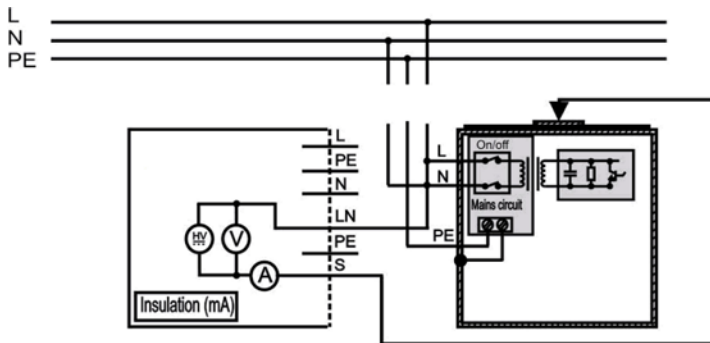 L
N
PE
L
PE
N
LN
PE
S
HV
V
A
Insulation (mA)
L
N
PE
On/off
Mains circuit